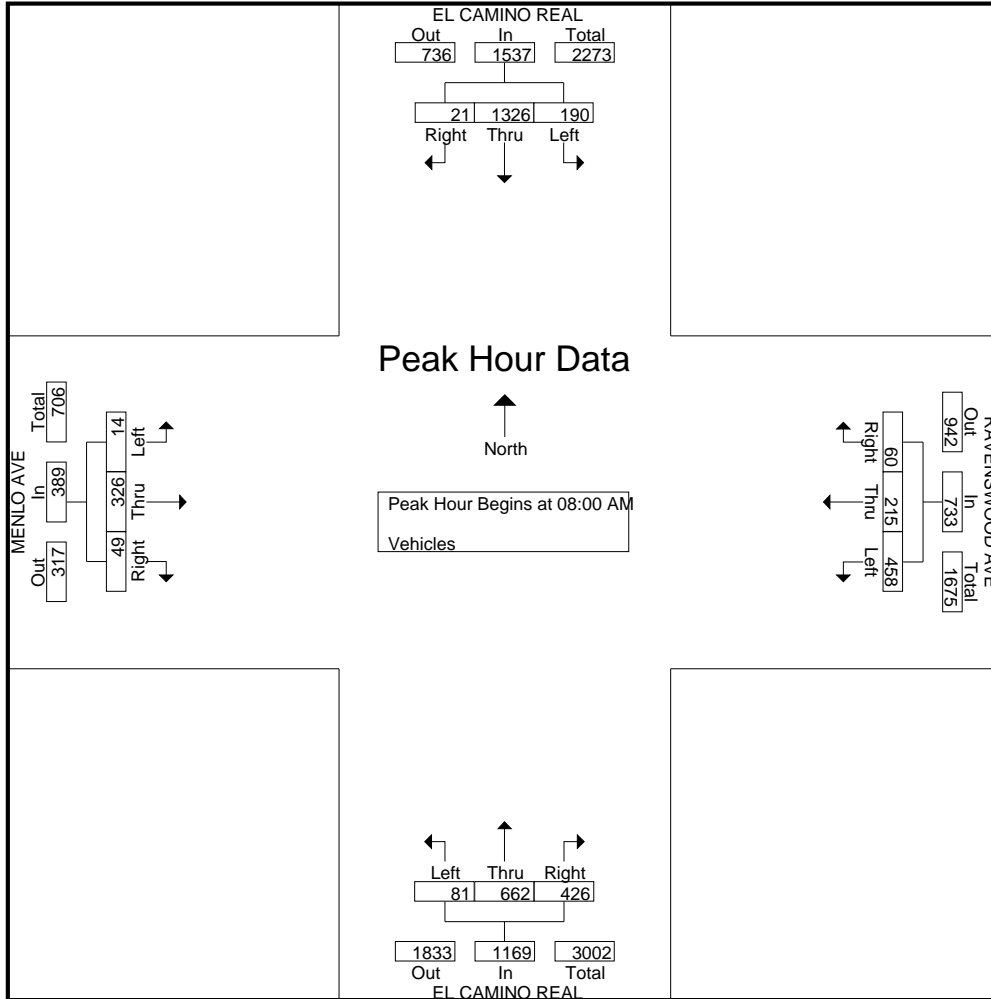 EL CAMINO REAL
Out In Total
736 1537 2273
21 1326 190
Right Thru Left
Peak Hour Data
North
Peak Hour Begins at 08:00 AM
Vehicles
MENLO AVE
Out In Total
317 389 706
14 326 49
Left Thru Right
RAVENSWOOD AVE
Out In Total
942 733 1675
60 215 458
Right Thru Left
Left Thru Right
81 662 426
1833 1169 3002
Out In Total
EL CAMINO REAL